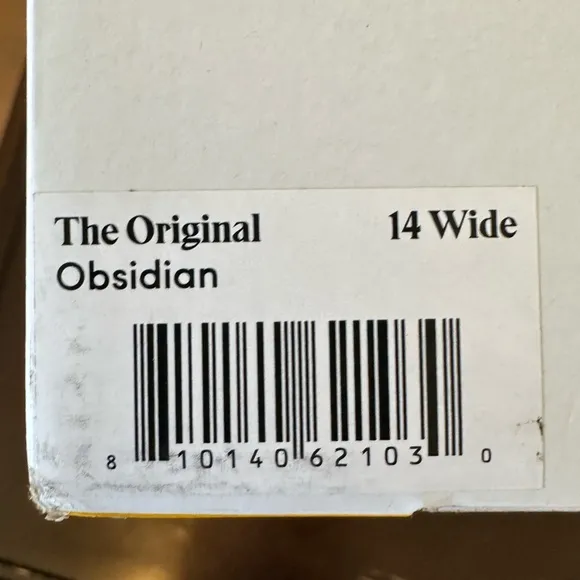 The Original 14 Wide
Obsidian
8 10140 62103 0